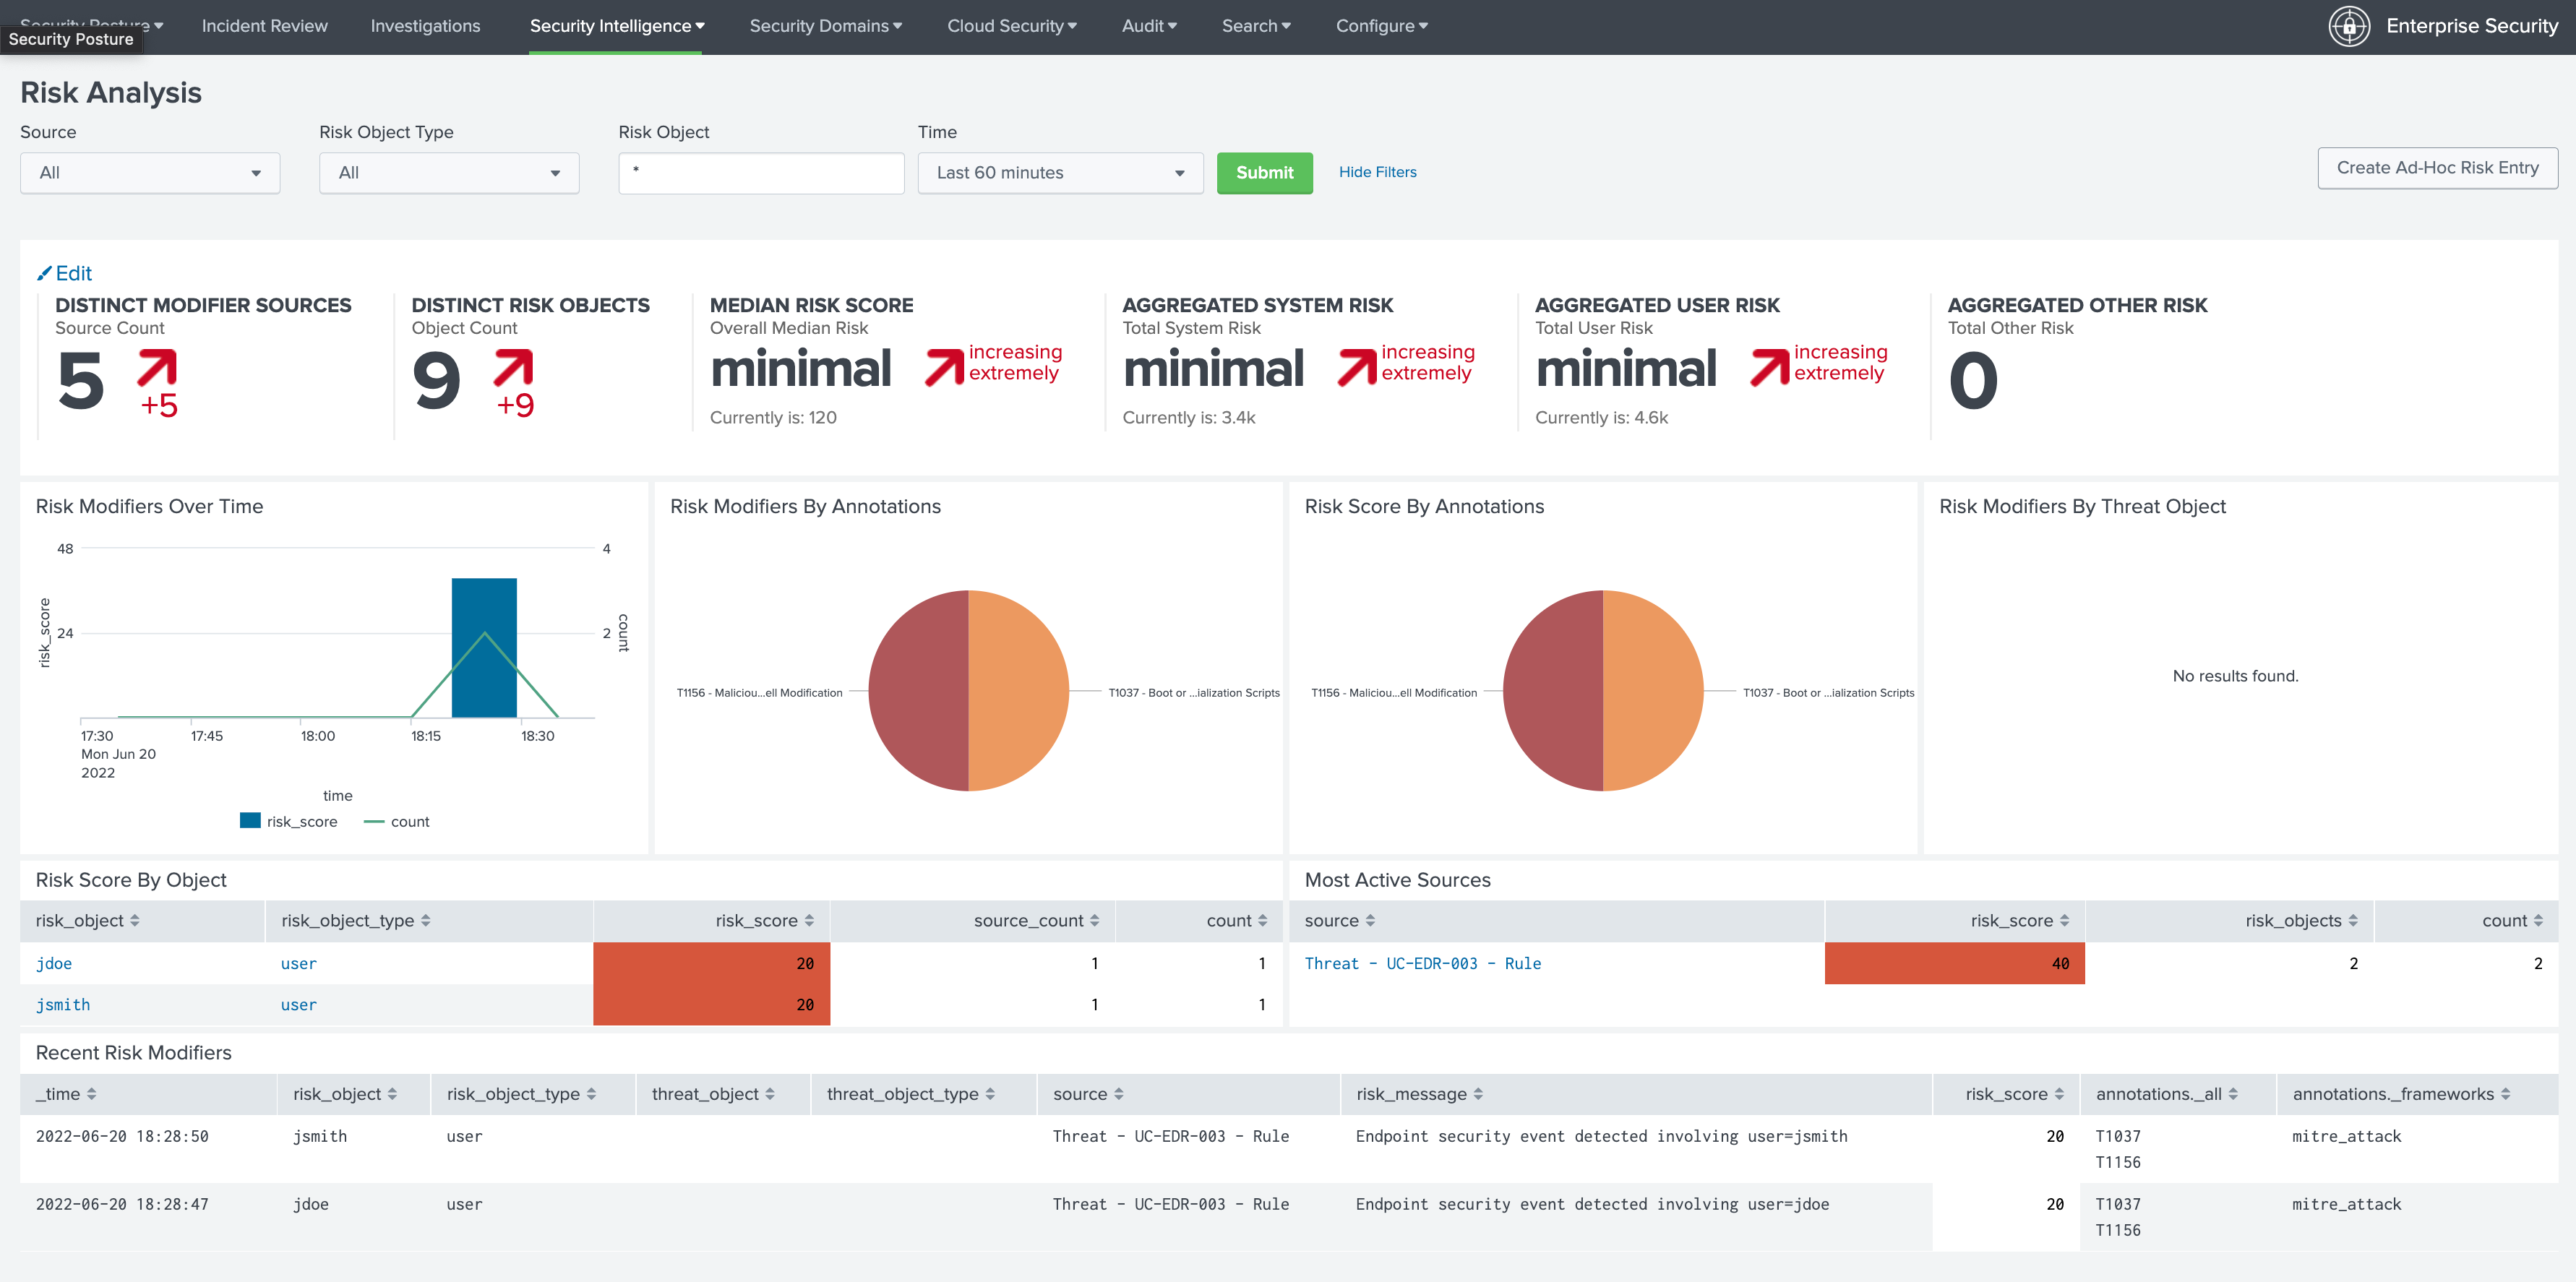 Security Posture Incident Review Investigations Security Intelligence Security Domains Cloud Security Audit Search Configure Enterprise Security
Security Posture
Risk Analysis
Source Risk Object Type Risk Object Time
All All * Last 60 minutes Submit Hide Filters Create Ad-Hoc Risk Entry
Edit
DISTINCT MODIFIER SOURCES
Source Count
5
+5
DISTINCT RISK OBJECTS
Object Count
9
+9
MEDIAN RISK SCORE
Overall Median Risk
minimal
increasing
extremely
Currently is: 120
AGGREGATED SYSTEM RISK
Total System Risk
minimal
increasing
extremely
Currently is: 3.4k
AGGREGATED USER RISK
Total User Risk
minimal
increasing
extremely
Currently is: 4.6k
AGGREGATED OTHER RISK
Total Other Risk
0
Risk Modifiers Over Time
48 4
24 2
risk_score
count
17:30 17:45 18:00 18:15 18:30
Mon Jun 20
2022
time
risk_score count
Risk Modifiers By Annotations
T1156 - Maliciou...ell Modification T1037 - Boot or ...ialization Scripts
Risk Score By Annotations
T1156 - Maliciou...ell Modification T1037 - Boot or ...ialization Scripts
Risk Modifiers By Threat Object
No results found.
Risk Score By Object
risk_object risk_object_type risk_score source_count count
jdoe user 20 1 1
jsmith user 20 1 1
Most Active Sources
source risk_score risk_objects count
Threat - UC-EDR-003 - Rule 40 2 2
Recent Risk Modifiers
_time risk_object risk_object_type threat_object threat_object_type source risk_message risk_score annotations._all annotations._frameworks
2022-06-20 18:28:50 jsmith user Threat - UC-EDR-003 - Rule Endpoint security event detected involving user=jsmith 20 T1037 mitre_attack
T1156
2022-06-20 18:28:47 jdoe user Threat - UC-EDR-003 - Rule Endpoint security event detected involving user=jdoe 20 T1037 mitre_attack
T1156